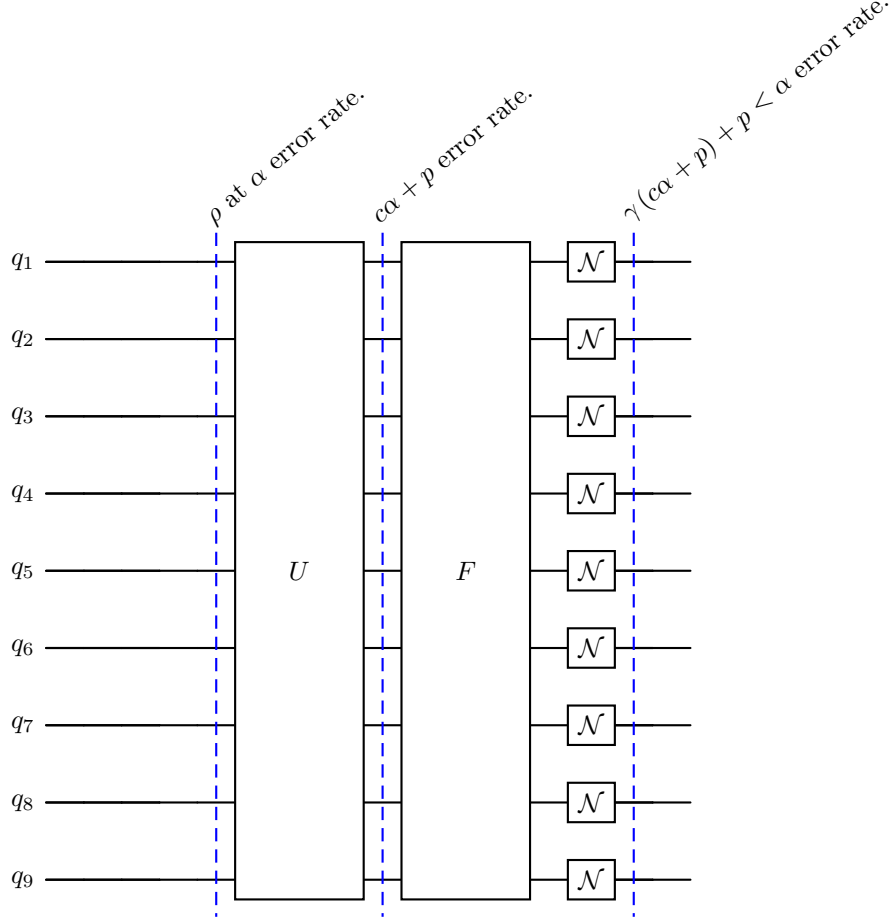 ρ at α error rate.
cα + p error rate.
γ (cα + p) + p < α error rate.
q₁ 𝒩
q₂ 𝒩
q₃ 𝒩
q₄ 𝒩
q₅ U F 𝒩
q₆ 𝒩
q₇ 𝒩
q₈ 𝒩
q₉ 𝒩